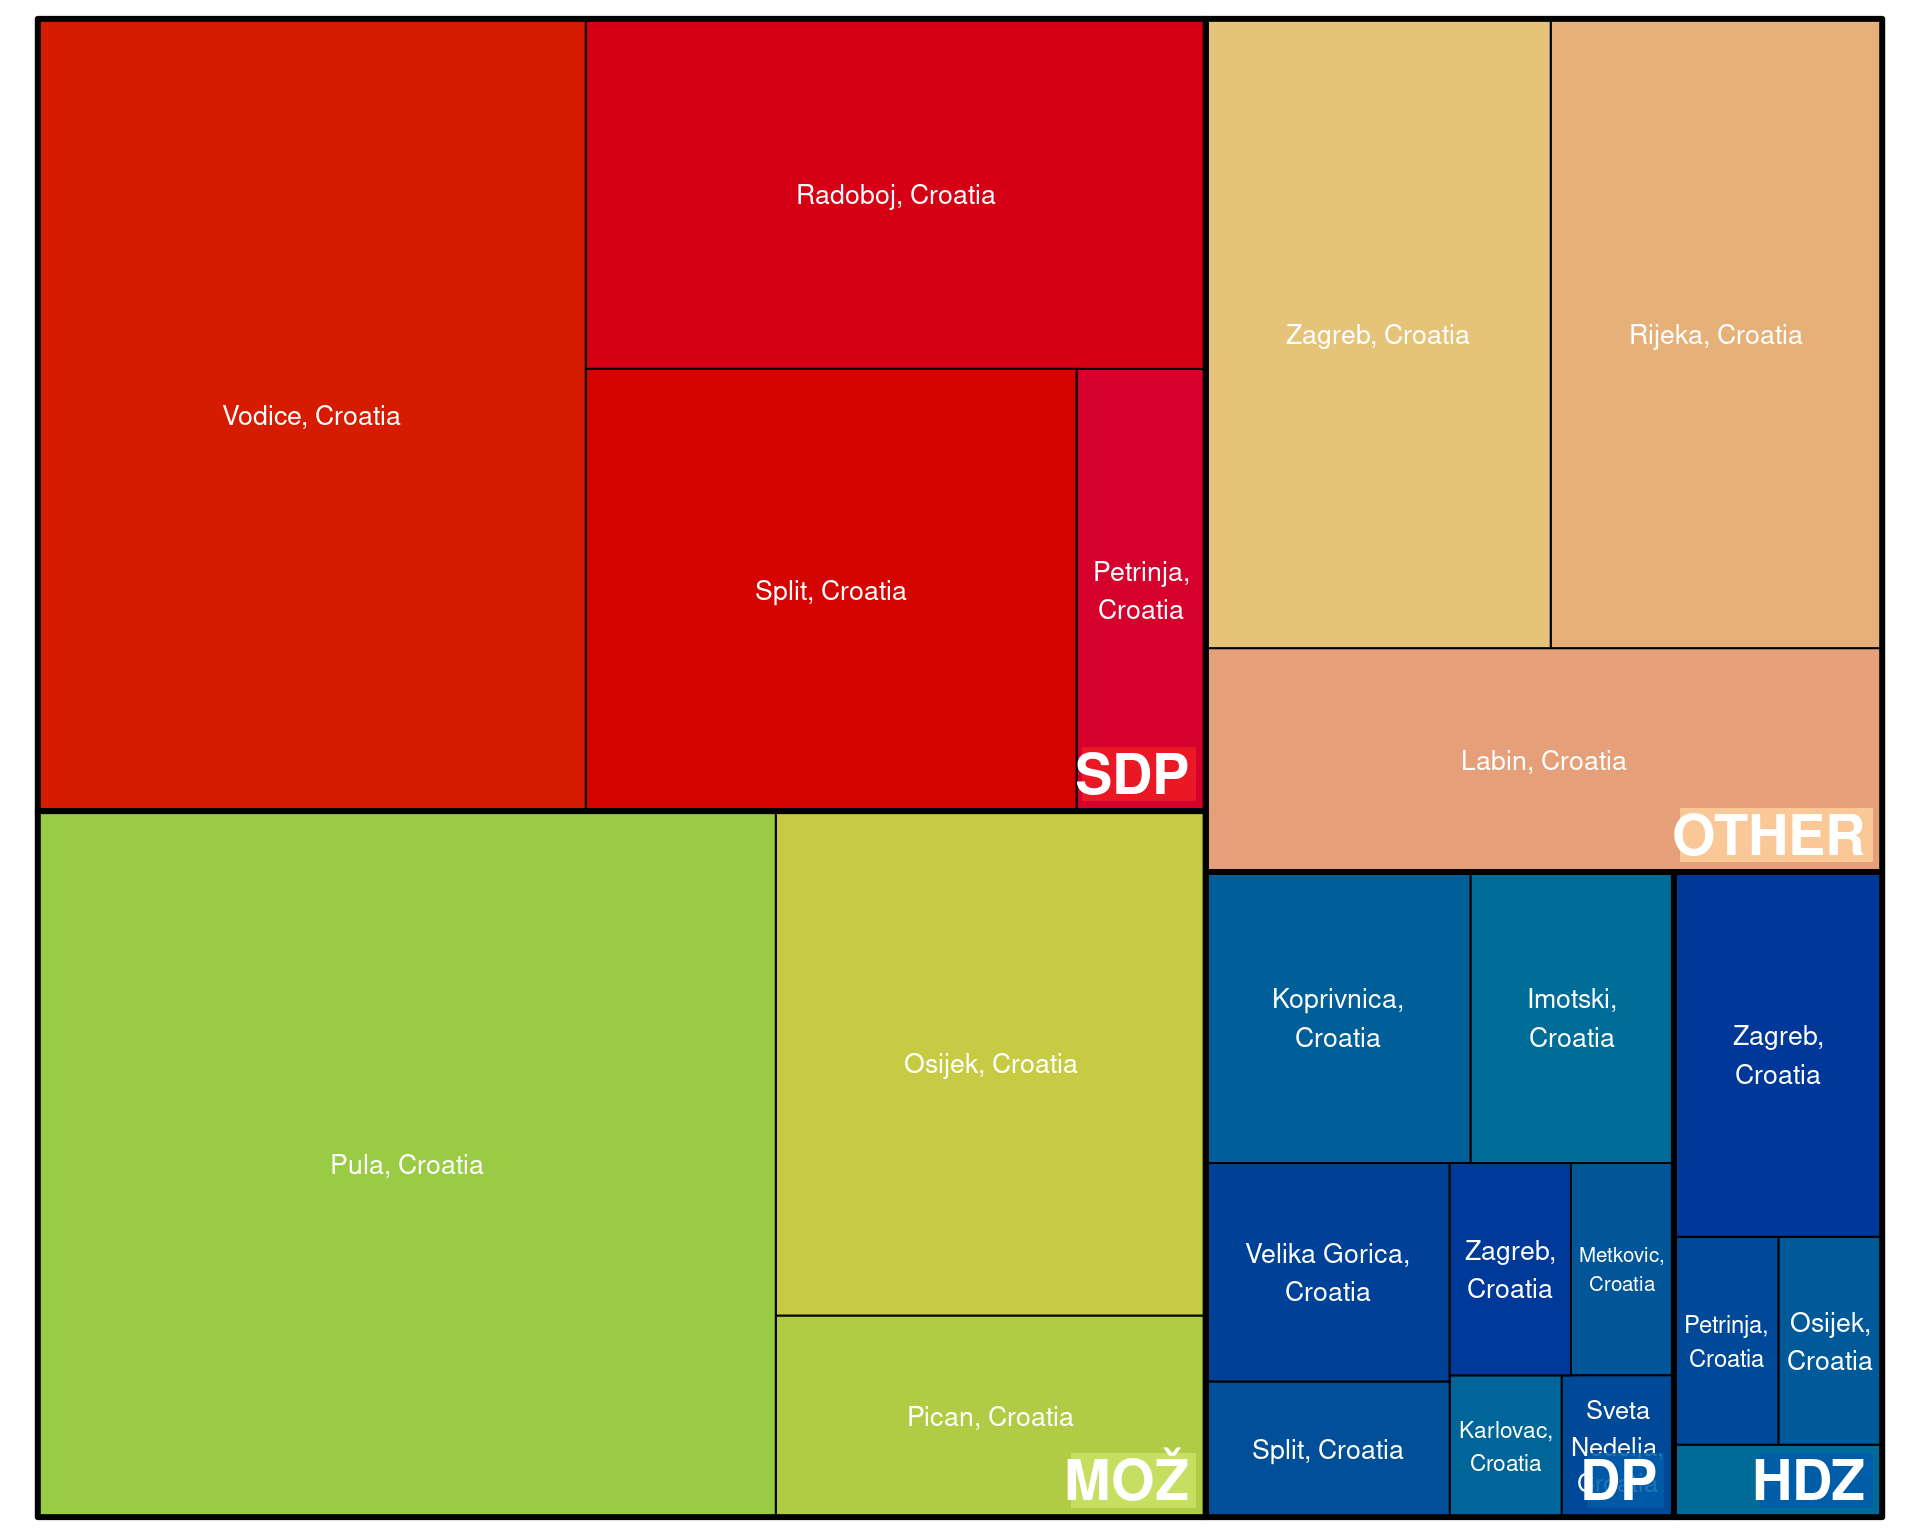 Vodice, Croatia
Radoboj, Croatia
Split, Croatia
Petrinja,
Croatia
SDP
Zagreb, Croatia
Rijeka, Croatia
Labin, Croatia
OTHER
Pula, Croatia
Osijek, Croatia
Pican, Croatia
MOŽ
Koprivnica,
Croatia
Imotski,
Croatia
Velika Gorica,
Croatia
Zagreb,
Croatia
Metkovic,
Croatia
Split, Croatia
Karlovac,
Croatia
Sveta
Nedelja,
Croatia
DP
Zagreb,
Croatia
Petrinja,
Croatia
Osijek,
Croatia
HDZ